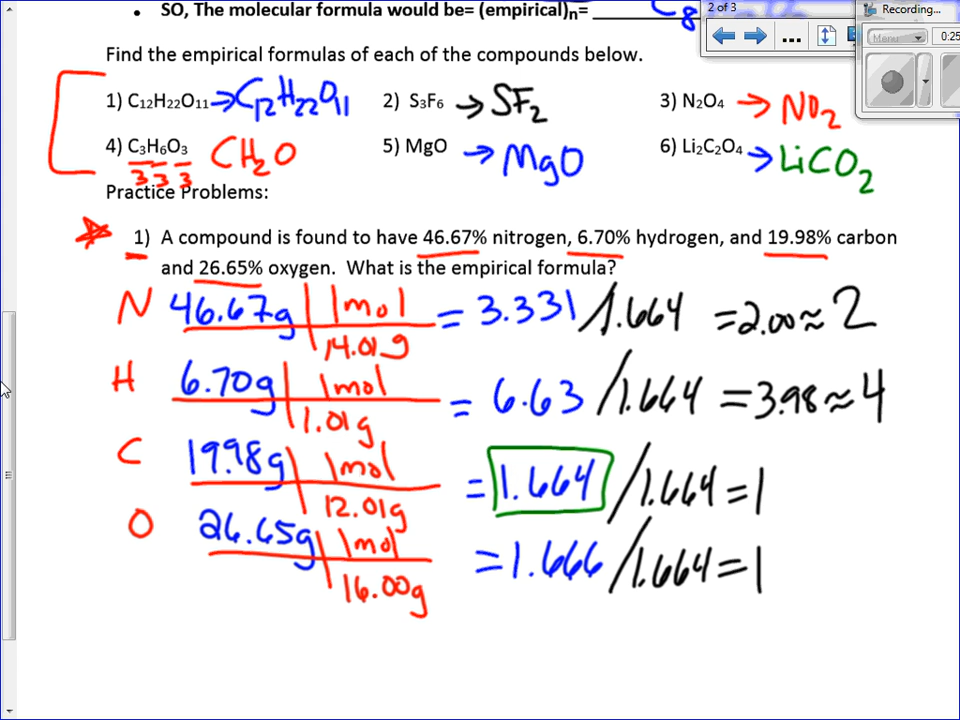 • SO, The molecular formula would be= (empirical)n= ______ C8
2 of 3
Recording...
Menu
0:25
Find the empirical formulas of each of the compounds below.
1) C12H22O11 → C12H22O11 2) S3F6 → SF2 3) N2O4 → NO2
4) C3H6O3 CH2O 5) MgO → MgO 6) Li2C2O4 → LiCO2
3 3 3
Practice Problems:
1) A compound is found to have 46.67% nitrogen, 6.70% hydrogen, and 19.98% carbon
and 26.65% oxygen. What is the empirical formula?
N 46.67g | 1mol = 3.331 /1.664 =2.00≈ 2
14.01g
H 6.70g | 1mol = 6.63 /1.664 =3.98≈4
1.01g
C 19.98g | 1mol = 1.664 /1.664=1
12.01g
O 26.65g | 1mol =1.666 /1.664=1
16.00g